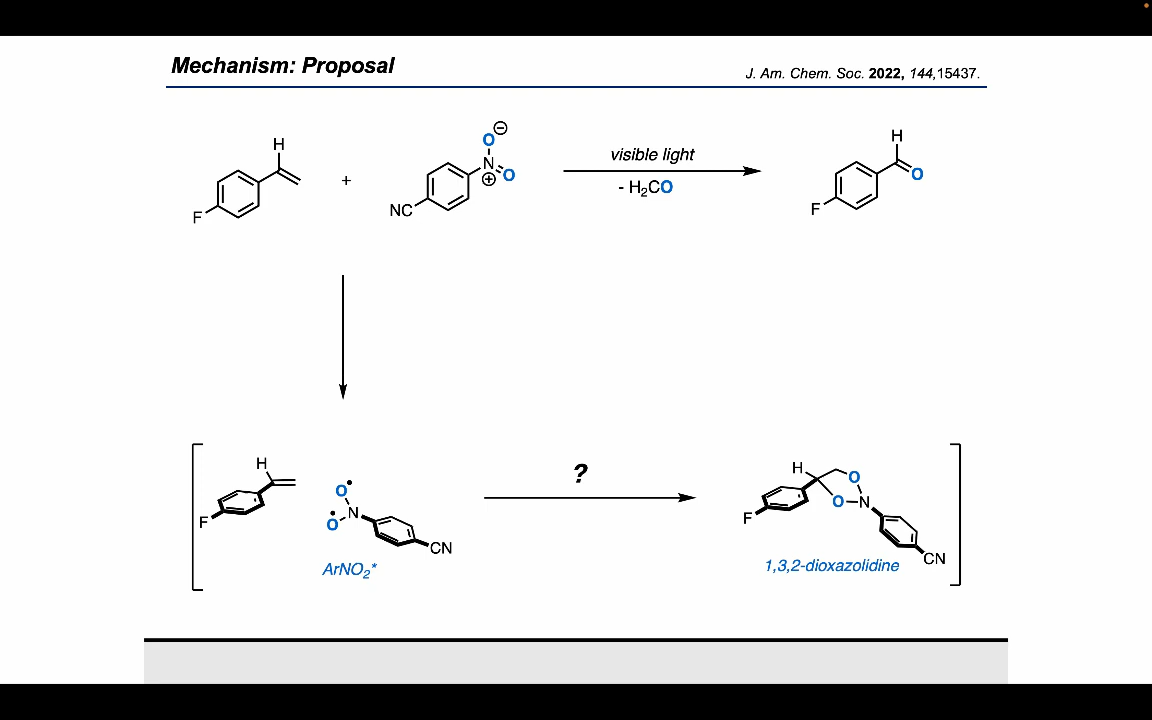 Mechanism: Proposal
J. Am. Chem. Soc. 2022, 144,15437.
H
F
+
NC
O
⊖
N
⊕
O
visible light
- H₂CO
H
O
F
H
F
O•
•O
N
CN
ArNO₂*
?
H
O
O
N
F
CN
1,3,2-dioxazolidine